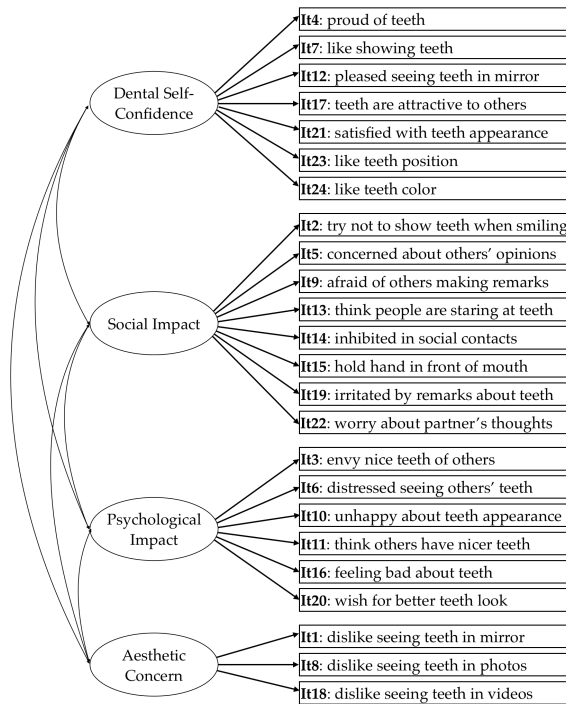 Dental Self-
Confidence
It4: proud of teeth
It7: like showing teeth
It12: pleased seeing teeth in mirror
It17: teeth are attractive to others
It21: satisfied with teeth appearance
It23: like teeth position
It24: like teeth color
Social Impact
It2: try not to show teeth when smiling
It5: concerned about others’ opinions
It9: afraid of others making remarks
It13: think people are staring at teeth
It14: inhibited in social contacts
It15: hold hand in front of mouth
It19: irritated by remarks about teeth
It22: worry about partner’s thoughts
Psychological
Impact
It3: envy nice teeth of others
It6: distressed seeing others’ teeth
It10: unhappy about teeth appearance
It11: think others have nicer teeth
It16: feeling bad about teeth
It20: wish for better teeth look
Aesthetic
Concern
It1: dislike seeing teeth in mirror
It8: dislike seeing teeth in photos
It18: dislike seeing teeth in videos